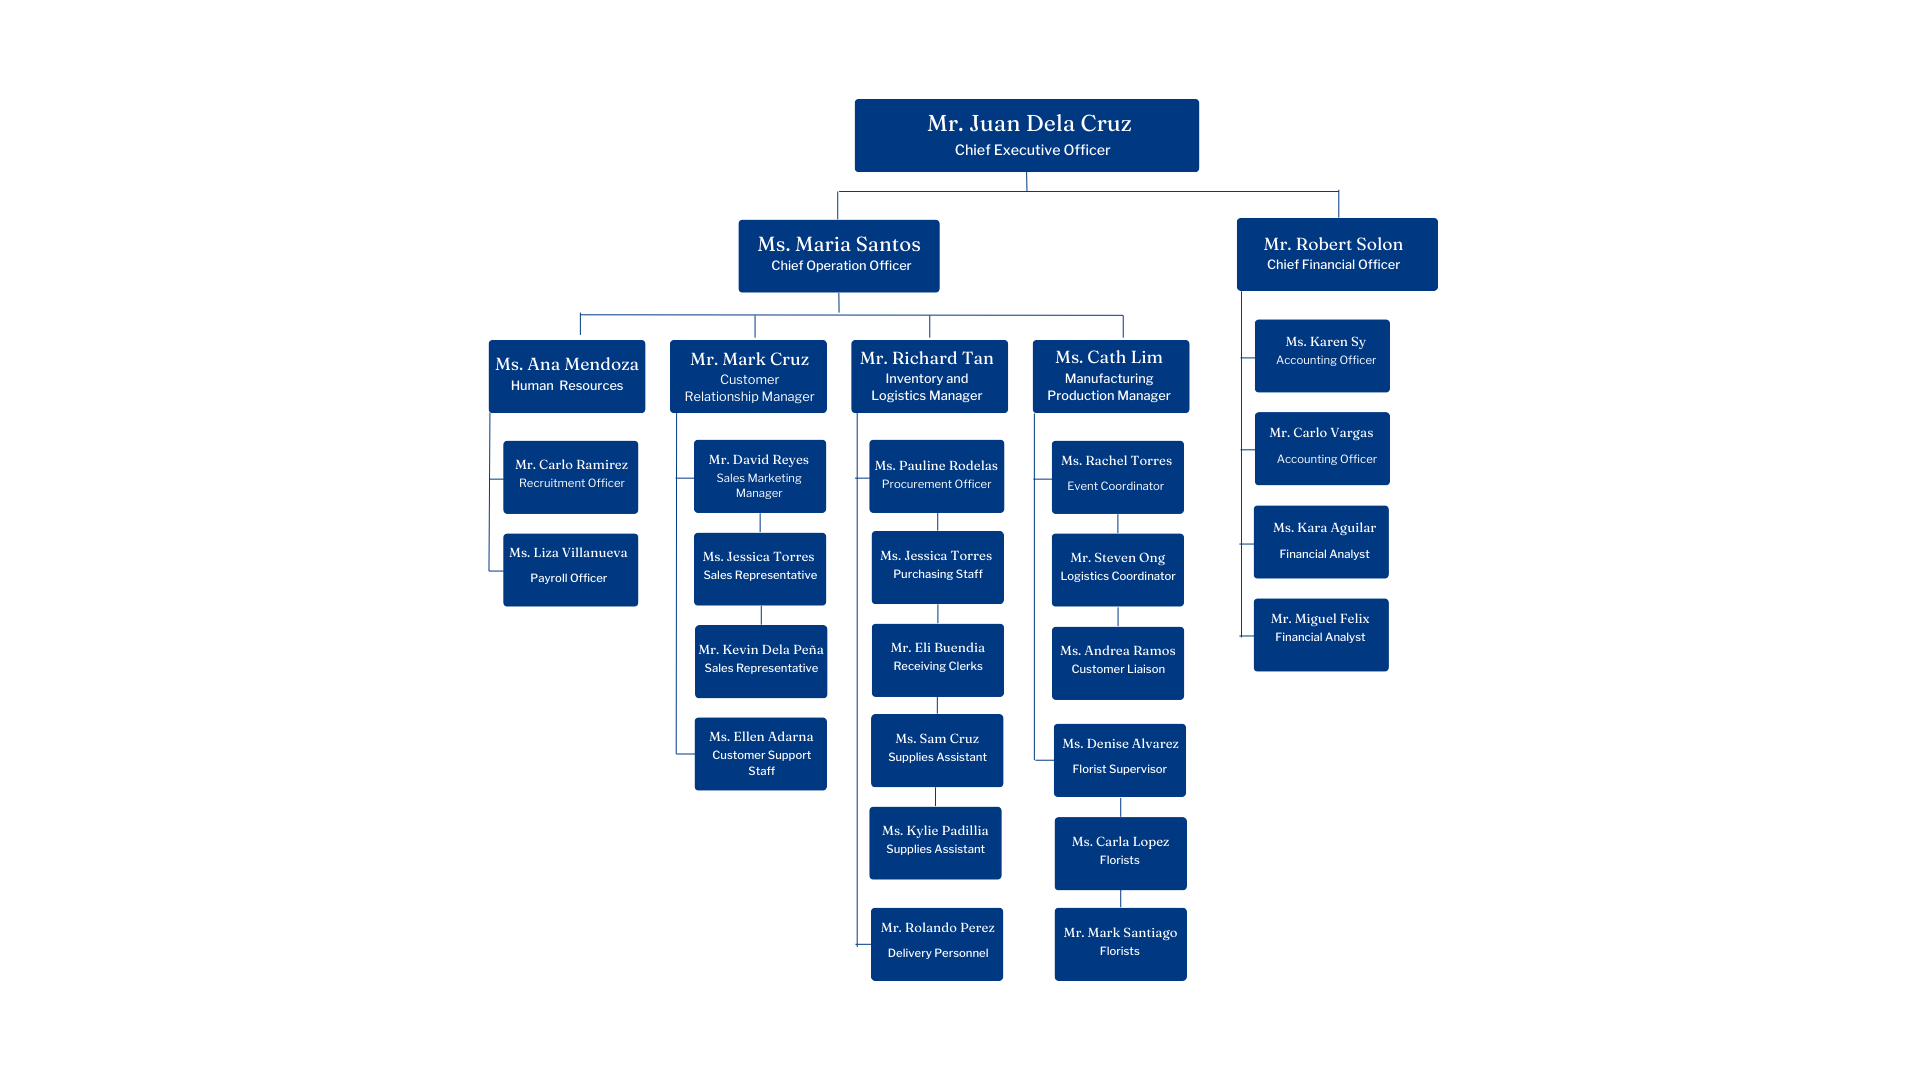 Mr. Juan Dela Cruz
Chief Executive Officer
Ms. Maria Santos
Chief Operation Officer
Mr. Robert Solon
Chief Financial Officer
Ms. Ana Mendoza
Human Resources
Mr. Carlo Ramirez
Recruitment Officer
Ms. Liza Villanueva
Payroll Officer
Mr. Mark Cruz
Customer
Relationship Manager
Mr. David Reyes
Sales Marketing
Manager
Ms. Jessica Torres
Sales Representative
Mr. Kevin Dela Peña
Sales Representative
Ms. Ellen Adarna
Customer Support
Staff
Mr. Richard Tan
Inventory and
Logistics Manager
Ms. Pauline Rodelas
Procurement Officer
Ms. Jessica Torres
Purchasing Staff
Mr. Eli Buendia
Receiving Clerks
Ms. Sam Cruz
Supplies Assistant
Ms. Kylie Padillia
Supplies Assistant
Mr. Rolando Perez
Delivery Personnel
Ms. Cath Lim
Manufacturing
Production Manager
Ms. Rachel Torres
Event Coordinator
Mr. Steven Ong
Logistics Coordinator
Ms. Andrea Ramos
Customer Liaison
Ms. Denise Alvarez
Florist Supervisor
Ms. Carla Lopez
Florists
Mr. Mark Santiago
Florists
Ms. Karen Sy
Accounting Officer
Mr. Carlo Vargas
Accounting Officer
Ms. Kara Aguilar
Financial Analyst
Mr. Miguel Felix
Financial Analyst